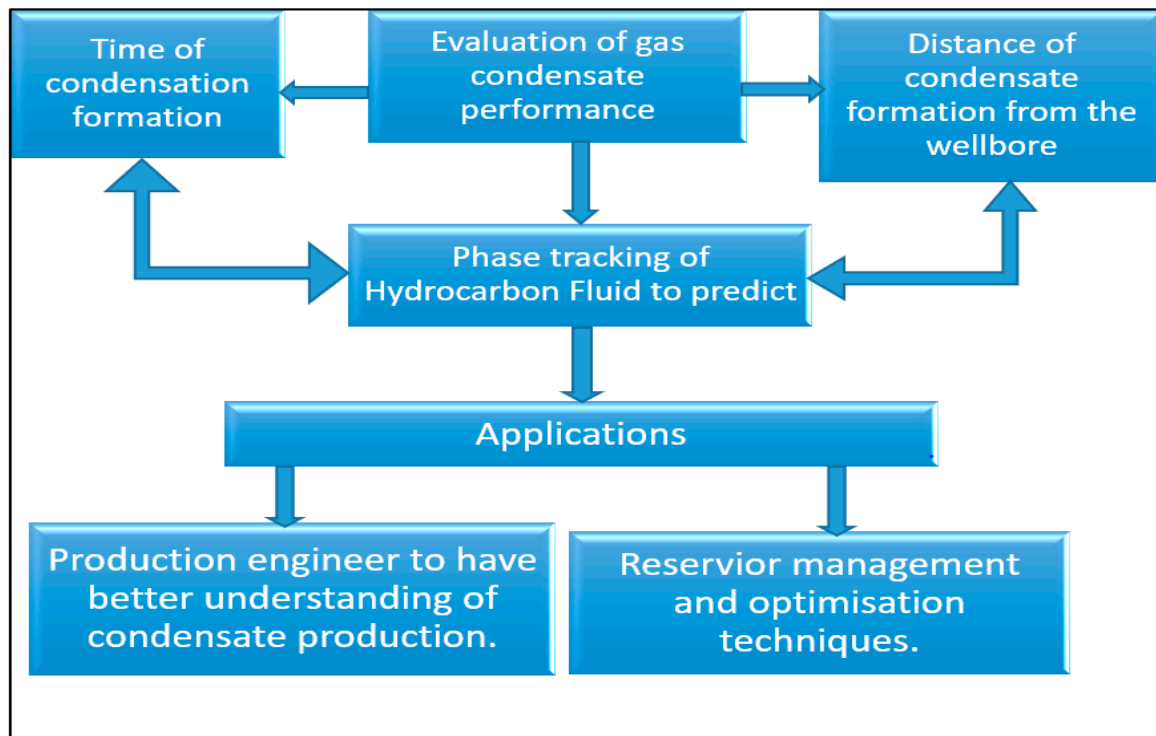 Time of
condensation
formation
Evaluation of gas
condensate
performance
Distance of
condensate
formation from the
wellbore
Phase tracking of
Hydrocarbon Fluid to predict
Applications
Production engineer to have
better understanding of
condensate production.
Reservior management
and optimisation
techniques.